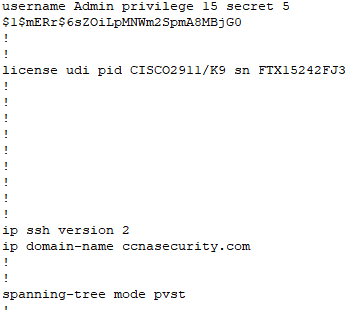 username Admin privilege 15 secret 5
$1$mERr$6sZOiLpMNWm2SpmA8MBjG0
!
!
license udi pid CISCO2911/K9 sn FTX15242FJ3
!
!
!
!
!
!
!
!
!
ip ssh version 2
ip domain-name ccnasecurity.com
!
!
spanning-tree mode pvst
!